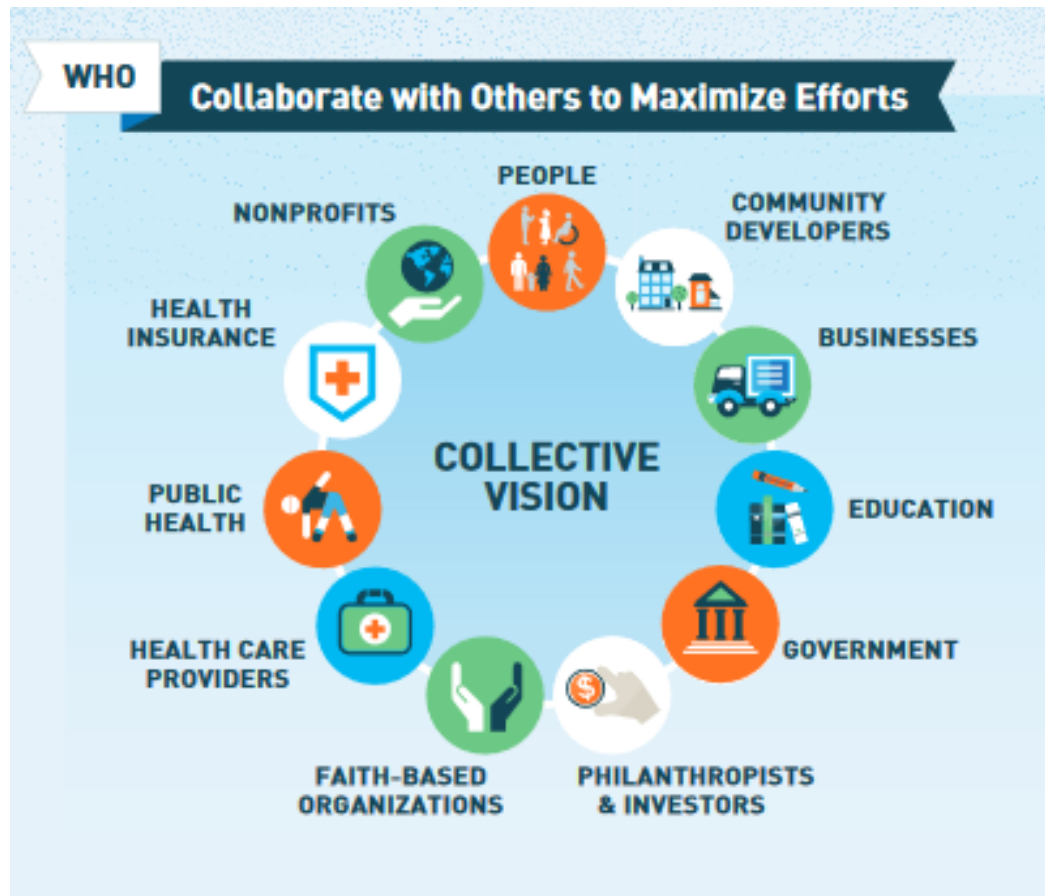 WHO
Collaborate with Others to Maximize Efforts
PEOPLE
COMMUNITY
DEVELOPERS
BUSINESSES
EDUCATION
GOVERNMENT
PHILANTHROPISTS
& INVESTORS
FAITH-BASED
ORGANIZATIONS
HEALTH CARE
PROVIDERS
PUBLIC
HEALTH
HEALTH
INSURANCE
NONPROFITS
COLLECTIVE
VISION
$